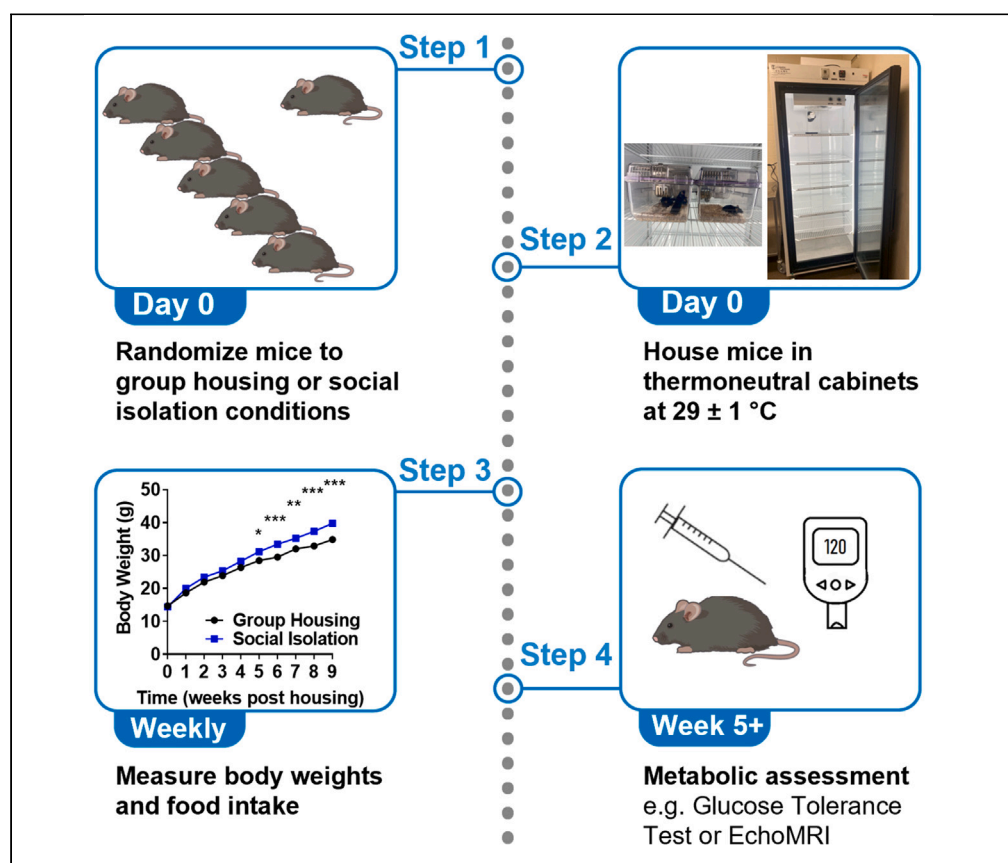 Step 1
Day 0
Randomize mice to
group housing or social
isolation conditions
Step 2
Day 0
House mice in
thermoneutral cabinets
at 29 ± 1 °C
Step 3
Body Weight (g)
50
40
30
20
10
0
* *** ** *** ***
Group Housing
Social Isolation
0 1 2 3 4 5 6 7 8 9
Time (weeks post housing)
Weekly
Measure body weights
and food intake
Step 4
120
Week 5+
Metabolic assessment
e.g. Glucose Tolerance
Test or EchoMRI